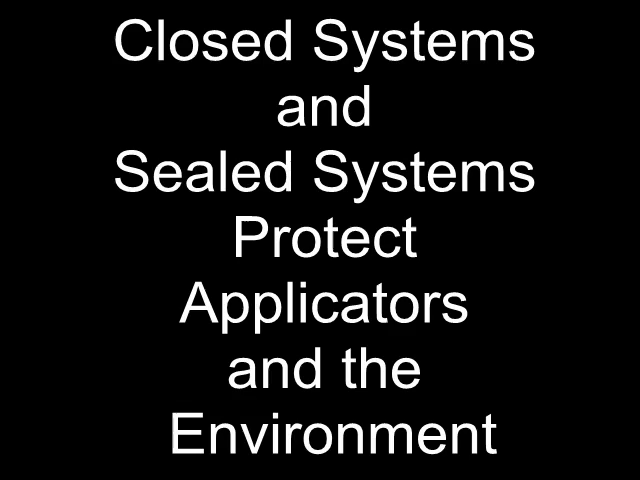 Closed Systems
and
Sealed Systems
Protect
Applicators
and the
Environment